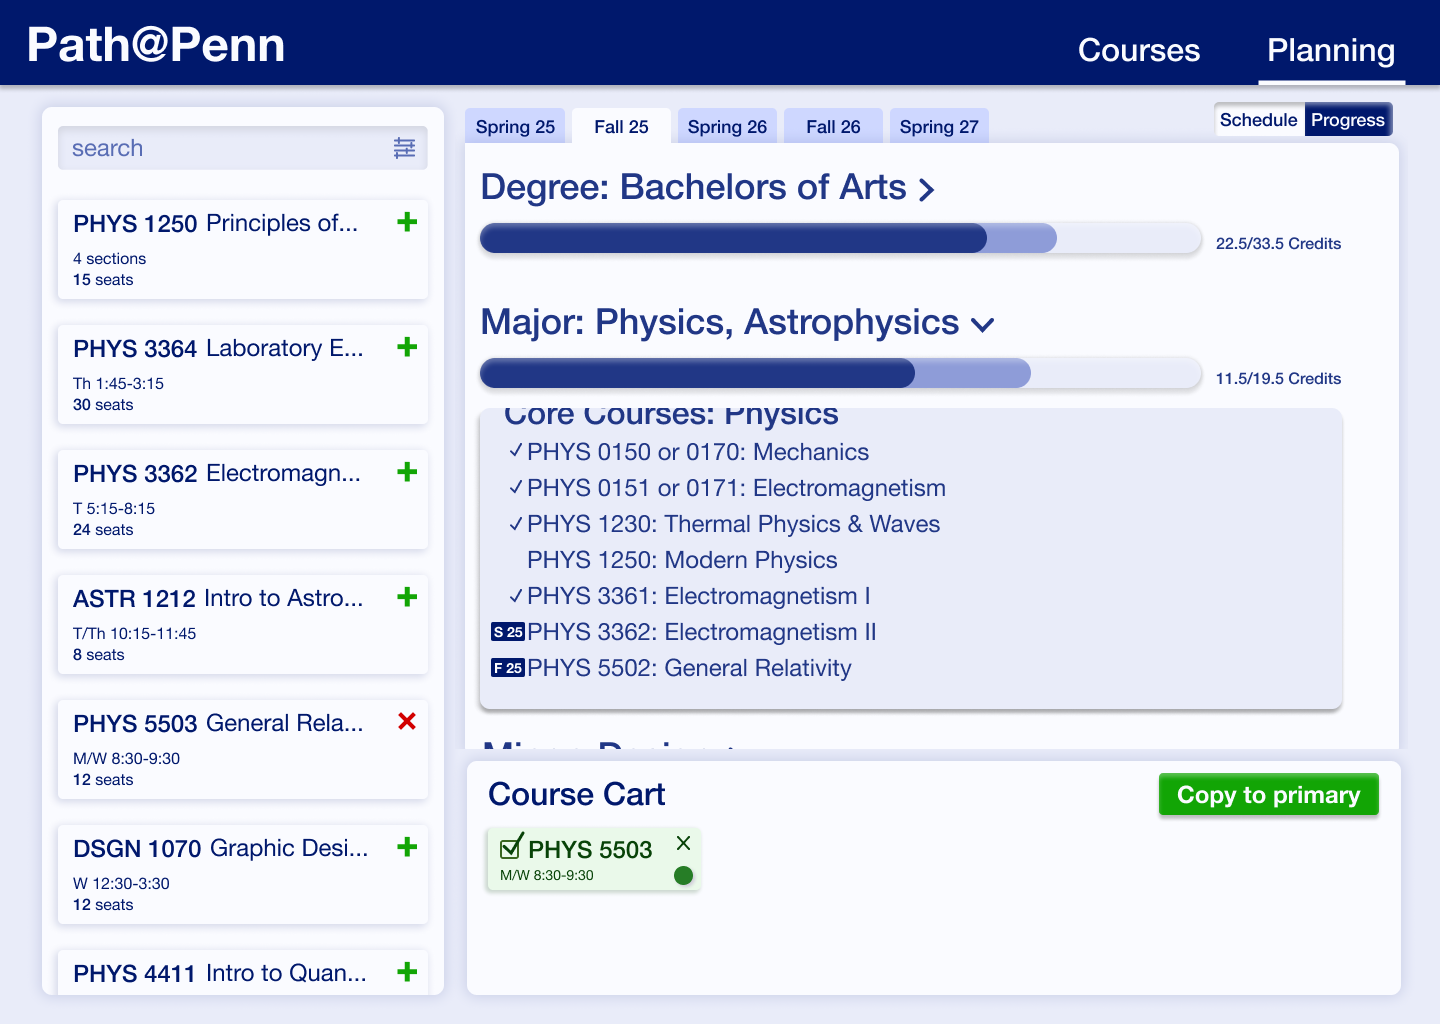 Path@Penn
Courses
Planning
search
PHYS 1250 Principles of...
4 sections
15 seats
PHYS 3364 Laboratory E...
Th 1:45-3:15
30 seats
PHYS 3362 Electromagn...
T 5:15-8:15
24 seats
ASTR 1212 Intro to Astro...
T/Th 10:15-11:45
8 seats
PHYS 5503 General Rela...
M/W 8:30-9:30
12 seats
DSGN 1070 Graphic Desi...
W 12:30-3:30
12 seats
PHYS 4411 Intro to Quan...
Spring 25
Fall 25
Spring 26
Fall 26
Spring 27
Schedule
Progress
Degree: Bachelors of Arts
22.5/33.5 Credits
Major: Physics, Astrophysics
11.5/19.5 Credits
Core Courses: Physics
PHYS 0150 or 0170: Mechanics
PHYS 0151 or 0171: Electromagnetism
PHYS 1230: Thermal Physics & Waves
PHYS 1250: Modern Physics
PHYS 3361: Electromagnetism I
S 25 PHYS 3362: Electromagnetism II
F 25 PHYS 5502: General Relativity
Course Cart
Copy to primary
PHYS 5503
M/W 8:30-9:30